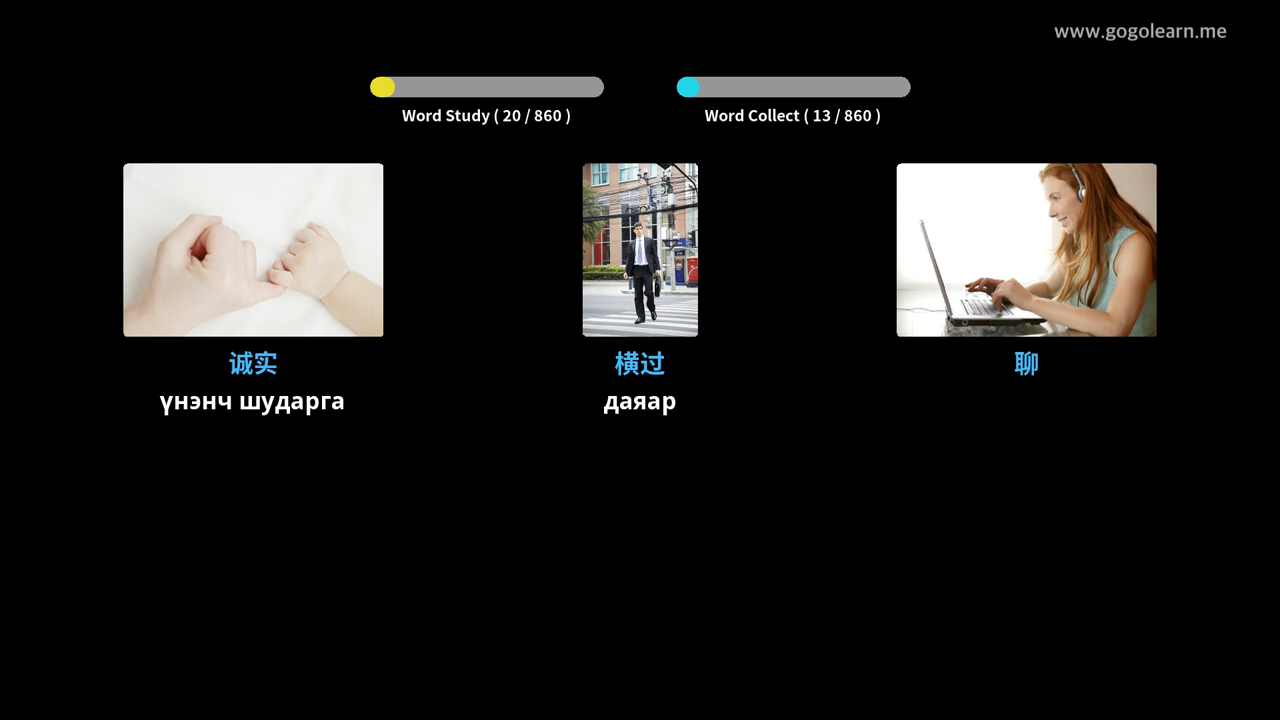 www.gogolearn.me
Word Study ( 20 / 860 )
Word Collect ( 13 / 860 )
诚实
横过
聊
үнэнч шударга
даяар